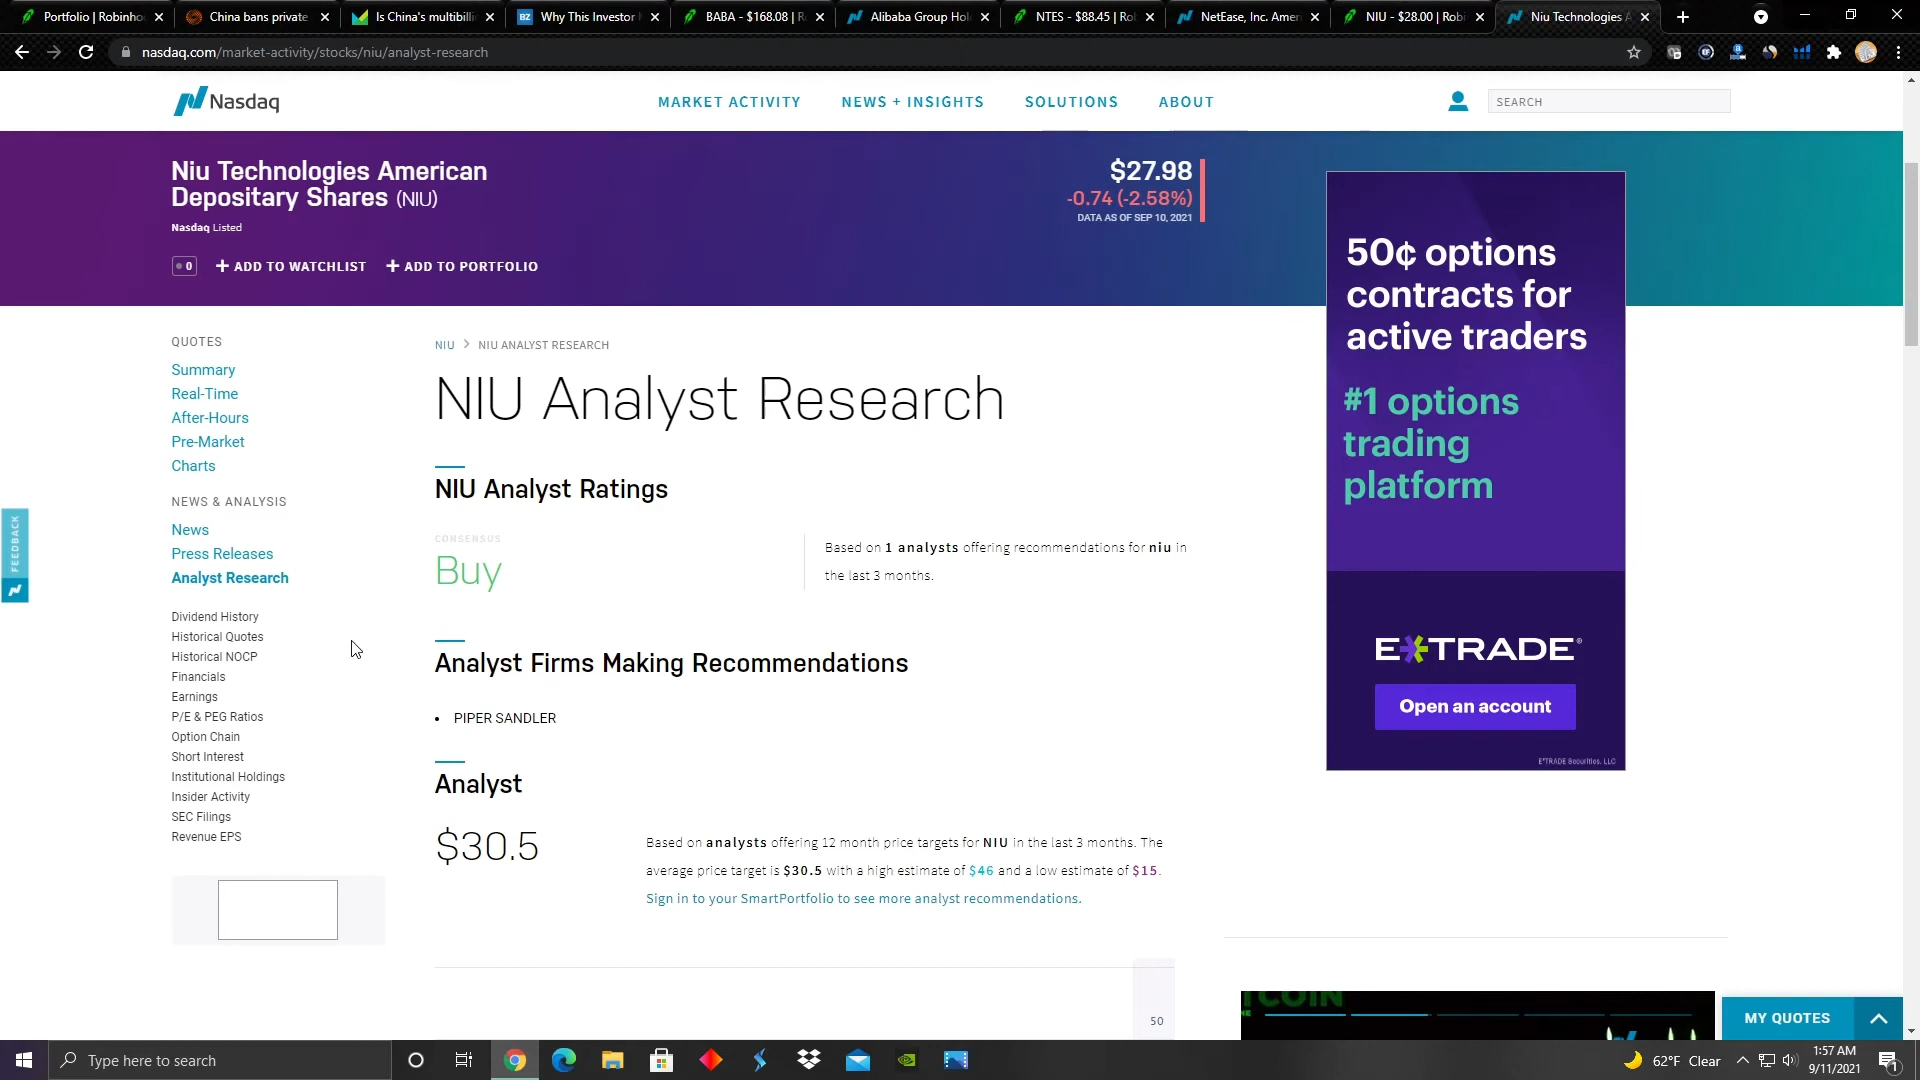 Portfolio | Robinho
China bans private
Is China's multibilli
Why This Investor
BABA - $168.08 | R
Alibaba Group Hol
NTES - $88.45 | Ro
NetEase, Inc. Amer
NIU - $28.00 | Robi
Niu Technologies A
nasdaq.com/market-activity/stocks/niu/analyst-research
Nasdaq
MARKET ACTIVITY
NEWS + INSIGHTS
SOLUTIONS
ABOUT
SEARCH
Niu Technologies American
Depositary Shares (NIU)
Nasdaq Listed
0
+ ADD TO WATCHLIST
+ ADD TO PORTFOLIO
$27.98
-0.74 (-2.58%)
DATA AS OF SEP 10, 2021
50¢ options
contracts for
active traders
#1 options
trading
platform
E*TRADE
Open an account
E*TRADE Securities, LLC
FEEDBACK
QUOTES
Summary
Real-Time
After-Hours
Pre-Market
Charts
NEWS & ANALYSIS
News
Press Releases
Analyst Research
Dividend History
Historical Quotes
Historical NOCP
Financials
Earnings
P/E & PEG Ratios
Option Chain
Short Interest
Institutional Holdings
Insider Activity
SEC Filings
Revenue EPS
NIU > NIU ANALYST RESEARCH
NIU Analyst Research
NIU Analyst Ratings
CONSENSUS
Buy
Based on 1 analysts offering recommendations for niu in
the last 3 months.
Analyst Firms Making Recommendations
• PIPER SANDLER
Analyst
$30.5
Based on analysts offering 12 month price targets for NIU in the last 3 months. The
average price target is $30.5 with a high estimate of $46 and a low estimate of $15.
Sign in to your SmartPortfolio to see more analyst recommendations.
50
MY QUOTES
Type here to search
62°F Clear
1:57 AM
9/11/2021
1